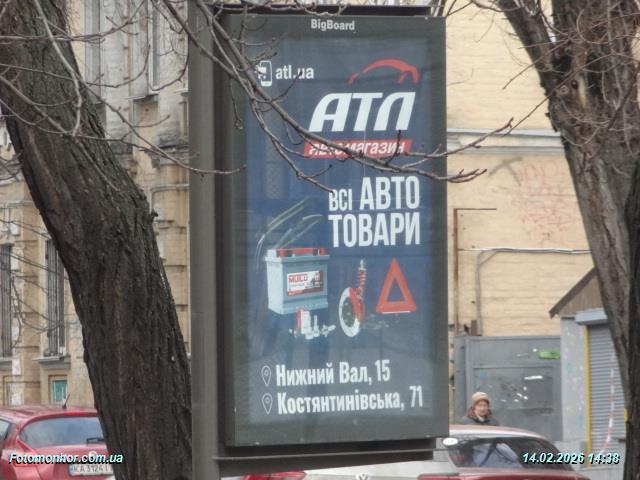 BigBoard
atl.ua
АТЛ
автомагазин
ВСІ АВТО
ТОВАРИ
Нижний Вал, 15
Костянтинівська, 71
Fotomonitor.com.ua
14.02.2026 14:38